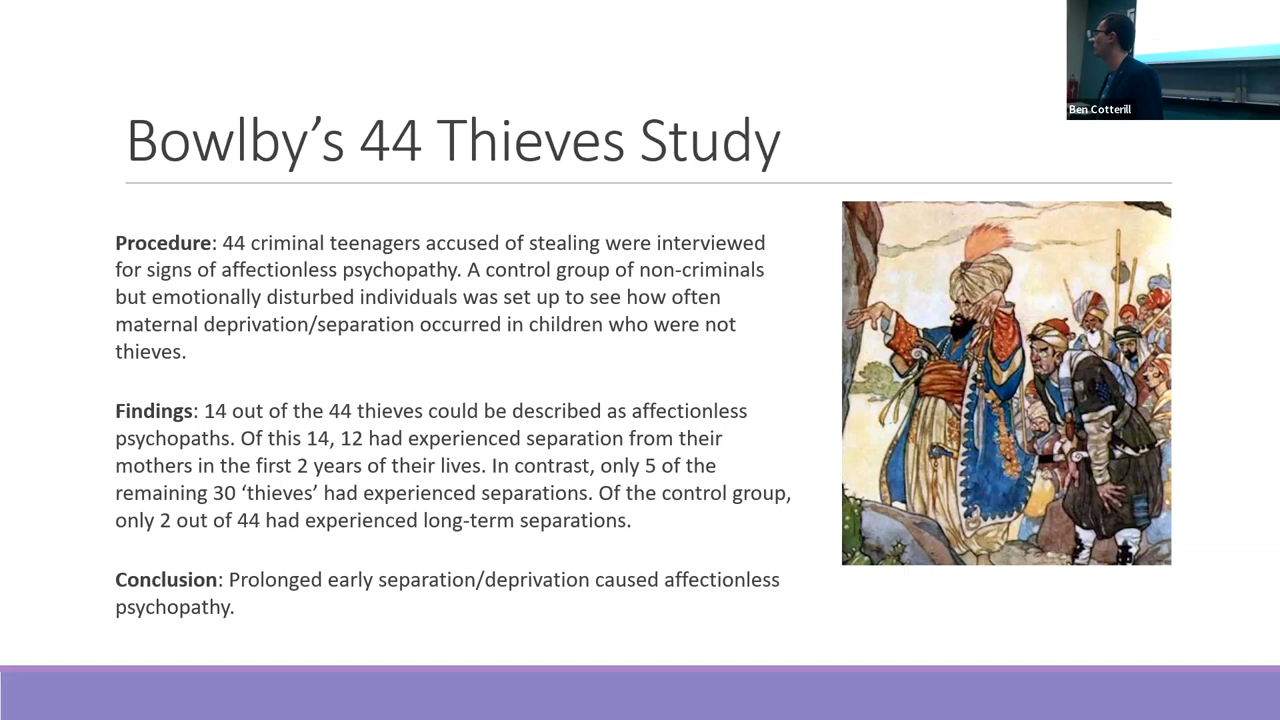 Ben Cotterill
Bowlby’s 44 Thieves Study
Procedure: 44 criminal teenagers accused of stealing were interviewed
for signs of affectionless psychopathy. A control group of non-criminals
but emotionally disturbed individuals was set up to see how often
maternal deprivation/separation occurred in children who were not
thieves.
Findings: 14 out of the 44 thieves could be described as affectionless
psychopaths. Of this 14, 12 had experienced separation from their
mothers in the first 2 years of their lives. In contrast, only 5 of the
remaining 30 ‘thieves’ had experienced separations. Of the control group,
only 2 out of 44 had experienced long-term separations.
Conclusion: Prolonged early separation/deprivation caused affectionless
psychopathy.